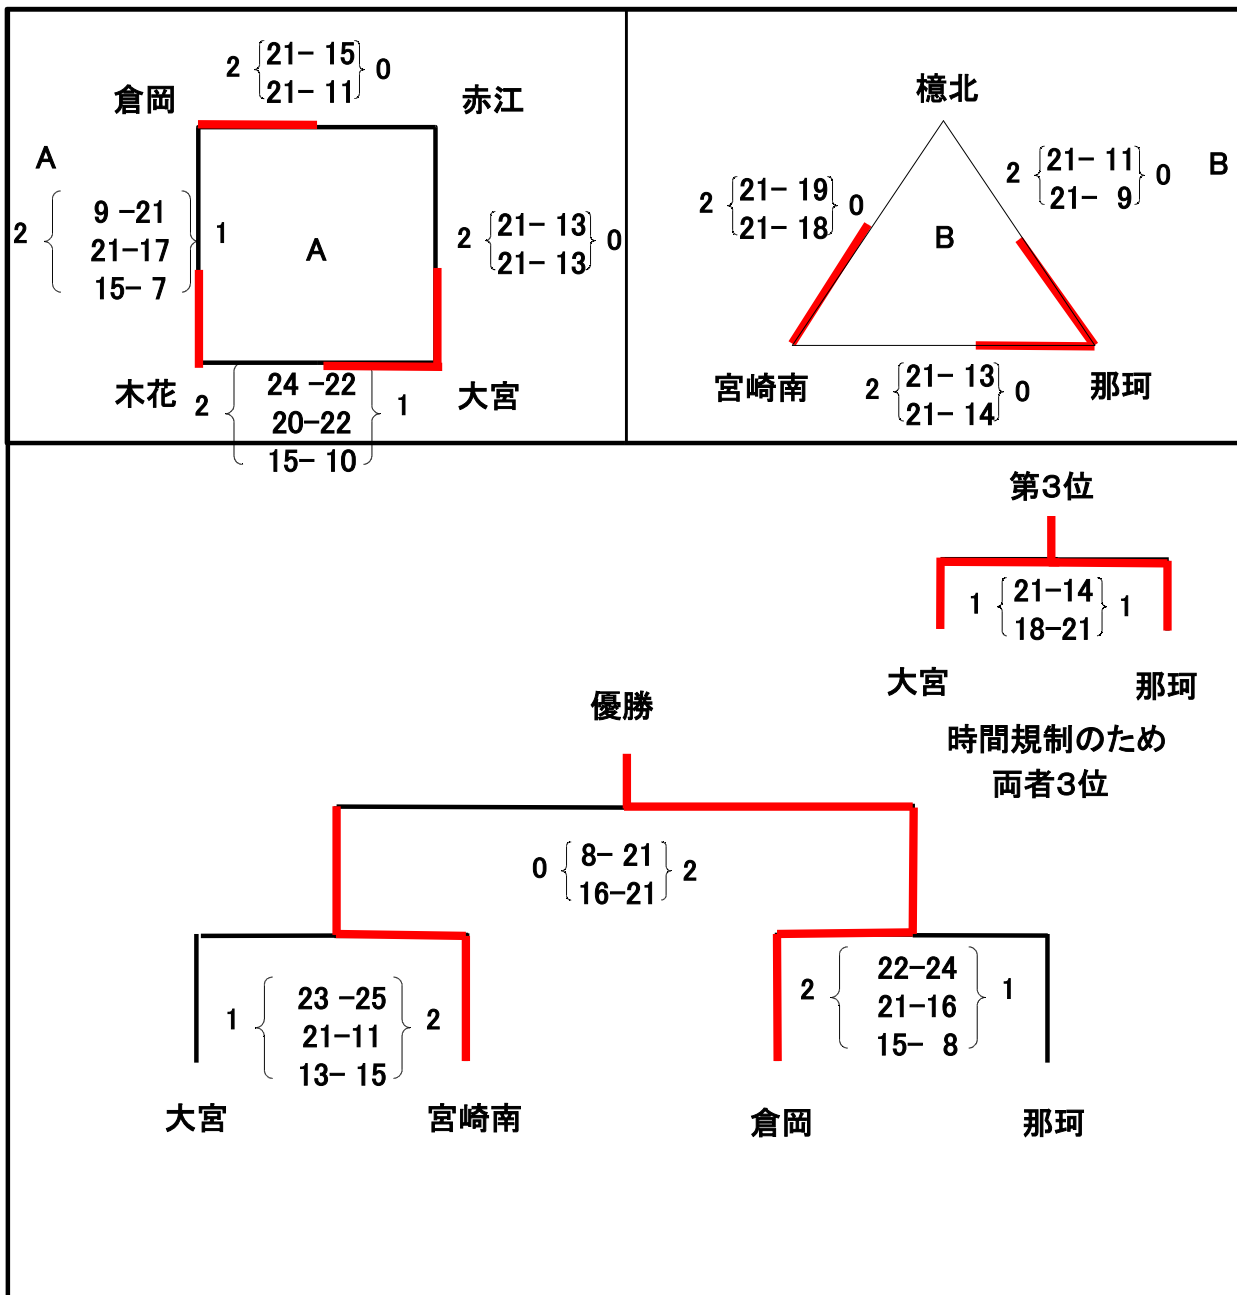 2 21- 15 0
21- 11
倉岡 赤江
A
9 -21
2 21-17 1
15- 7
A
2 21- 13 0
21- 13
木花 2 24 -22 1 大宮
20-22
15- 10
檍北
B
2 21- 19 0
21- 18
2 21- 11 0
21- 9
B
宮崎南 2 21- 13 0 那珂
21- 14
第3位
1 21-14 1
18-21
大宮 那珂
時間規制のため
両者3位
優勝
0 8- 21 2
16-21
1 23 -25 2
21-11
13- 15
2 22-24 1
21-16
15- 8
大宮 宮崎南 倉岡 那珂